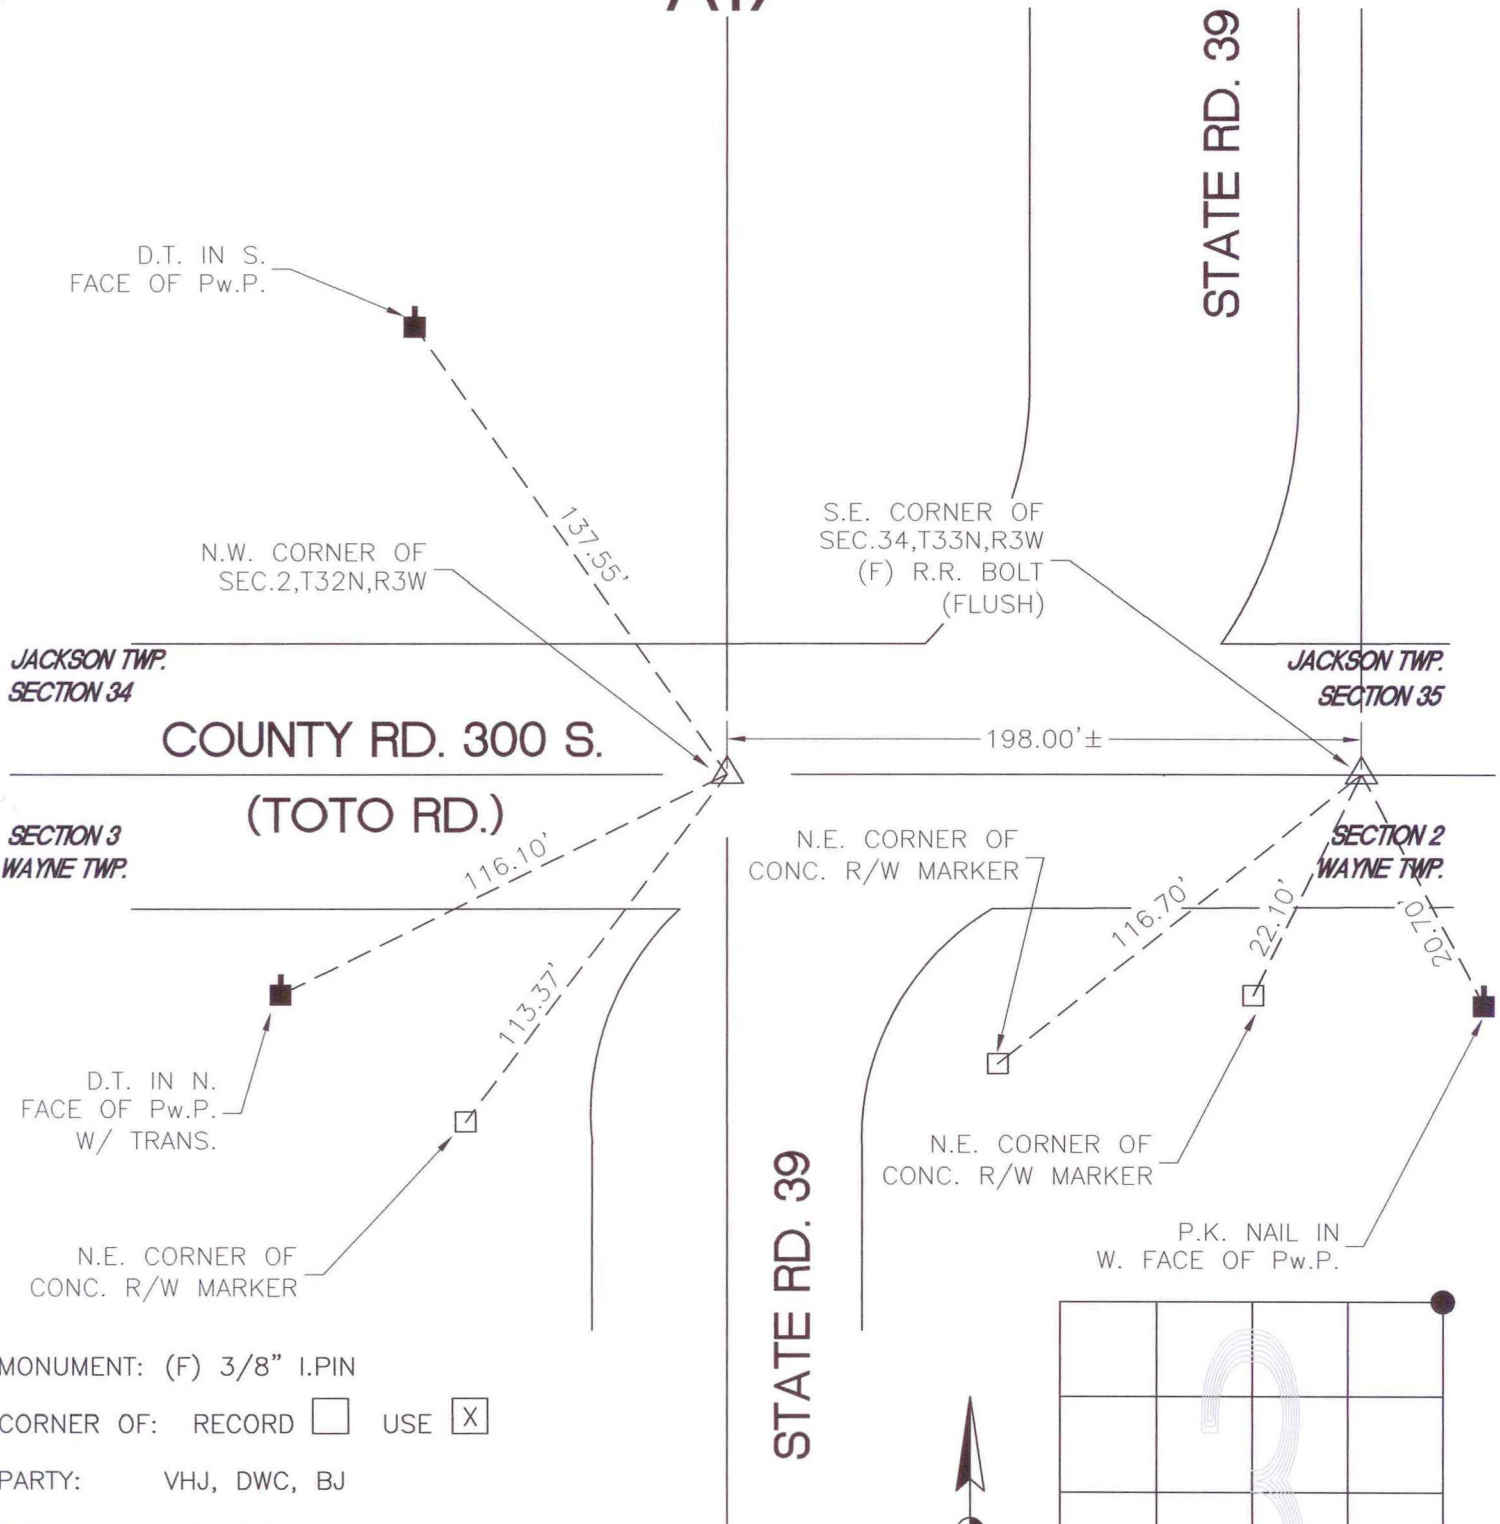 STATE RD. 39
D.T. IN S.
FACE OF Pw.P.
137.55'
S.E. CORNER OF
SEC.34,T33N,R3W
(F) R.R. BOLT
(FLUSH)
N.W. CORNER OF
SEC.2,T32N,R3W
JACKSON TWP.
SECTION 34
JACKSON TWP.
SECTION 35
COUNTY RD. 300 S.
198.00'±
(TOTO RD.)
SECTION 3
WAYNE TWP.
SECTION 2
WAYNE TWP.
116.10'
N.E. CORNER OF
CONC. R/W MARKER
116.70'
22.10'
20.70'
113.37'
D.T. IN N.
FACE OF Pw.P.
W/ TRANS.
N.E. CORNER OF
CONC. R/W MARKER
N.E. CORNER OF
CONC. R/W MARKER
P.K. NAIL IN
W. FACE OF Pw.P.
STATE RD. 39
MONUMENT: (F) 3/8" I.PIN
CORNER OF: RECORD USE X
PARTY: VHJ, DWC, BJ
3